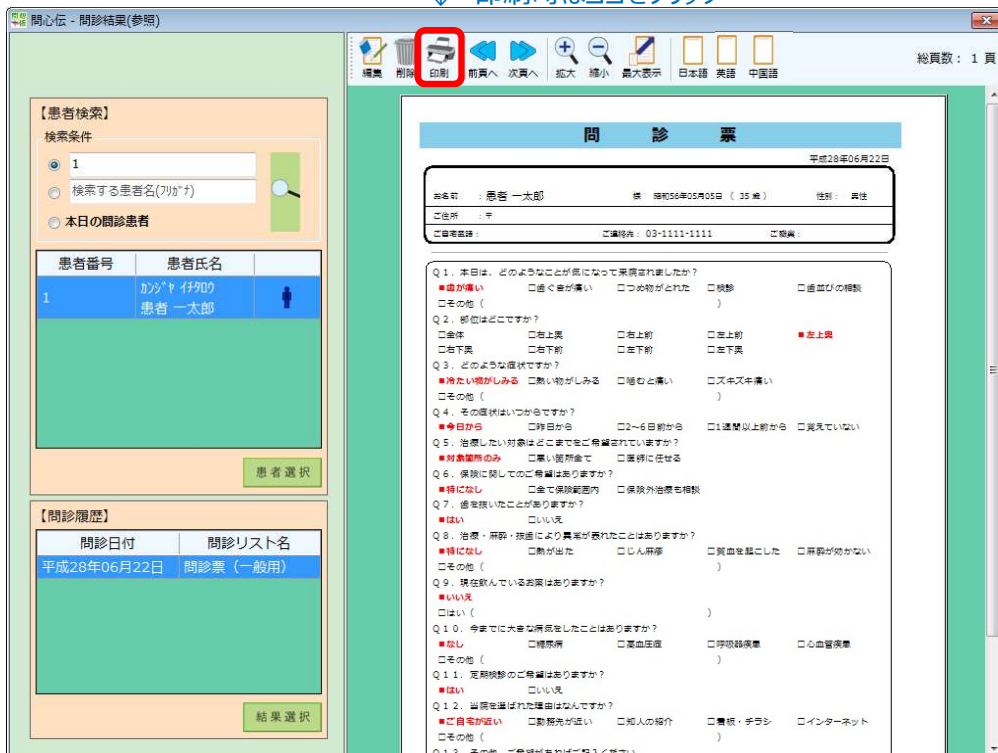 ↓ 印刷時はココをクリック
問心伝 - 問診結果(参照)
編集 削除 印刷 前頁へ 次頁へ 拡大 縮小 最大表示 日本語 英語 中国語
総頁数: 1 頁
【患者検索】
検索条件
1
検索する患者名(フリガナ)
本日の問診患者
患者番号 患者氏名
1 カンジヤ イチタロウ
患者 一太郎
患者選択
【問診履歴】
問診日付 問診リスト名
平成28年06月22日 問診票(一般用)
結果選択
問 診 票
平成28年06月22日
お名前 :患者 一太郎 様 昭和56年05月05日 ( 35 歳) 性別: 男性
ご住所 :〒
ご自宅電話: ご連絡先: 03-1111-1111 ご職業:
Q1.本日は、どのようなことが気になって来院されましたか?
■歯が痛い □歯ぐきが痛い □つめ物がとれた □検診 □歯並びの相談
□その他( )
Q2.部位はどこですか?
□全体 □右上奥 □右上前 □左上前 ■左上奥
□右下奥 □右下前 □左下前 □左下奥
Q3.どのような症状ですか?
■冷たい物がしみる □熱い物がしみる □噛むと痛い □ズキズキ痛い
□その他( )
Q4.その症状はいつからですか?
■今日から □昨日から □2~6日前から □1週間以上前から □覚えていない
Q5.治療したい対象はどこまでをご希望されていますか?
■対象箇所のみ □悪い箇所全て □医師に任せる
Q6.保険に関してのご希望はありますか?
■特になし □全て保険範囲内 □保険外治療も相談
Q7.歯を抜いたことがありますか?
■はい □いいえ
Q8.治療・麻酔・抜歯により異常が表れたことはありますか?
■特になし □熱が出た □じん麻疹 □貧血を起こした □麻酔が効かない
□その他( )
Q9.現在飲んでいるお薬はありますか?
■いいえ
□はい( )
Q10.今までに大きな病気をしたことはありますか?
■なし □糖尿病 □高血圧症 □呼吸器疾患 □心血管疾患
□その他( )
Q11.定期検診のご希望はありますか?
■はい □いいえ
Q12.当院を選ばれた理由はなんですか?
■ご自宅が近い □勤務先が近い □知人の紹介 □看板・チラシ □インターネット
□その他( )
Q13.その他、ご希望があればご記入ください